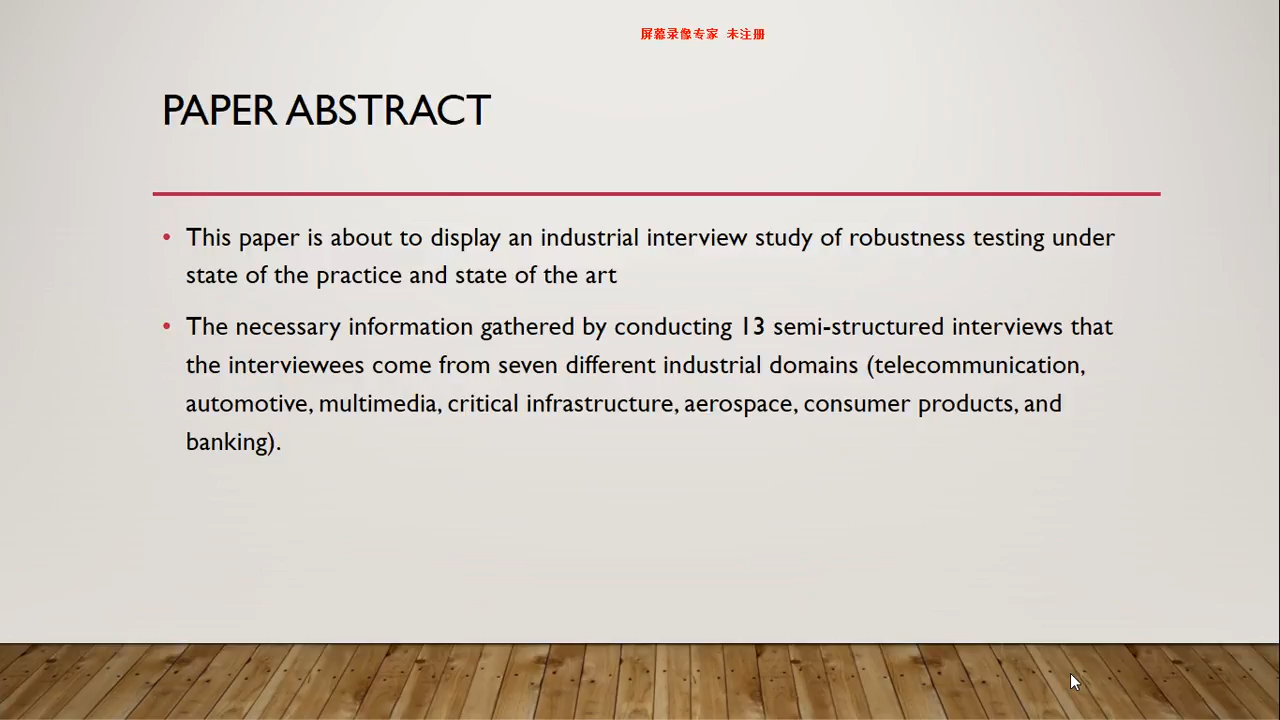 屏幕录像专家 未注册
PAPER ABSTRACT
• This paper is about to display an industrial interview study of robustness testing under
state of the practice and state of the art
• The necessary information gathered by conducting 13 semi-structured interviews that
the interviewees come from seven different industrial domains (telecommunication,
automotive, multimedia, critical infrastructure, aerospace, consumer products, and
banking).